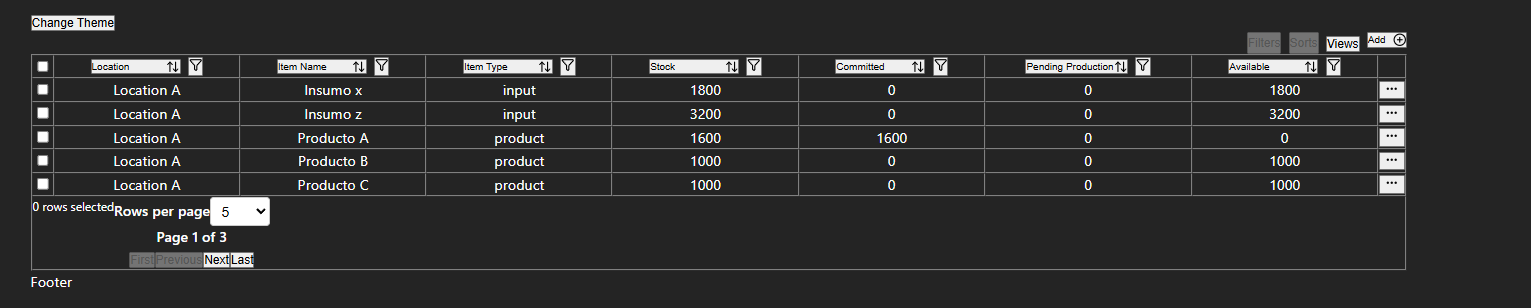 Change Theme
Filters Sorts Views Add
Location Item Name Item Type Stock Committed Pending Production Available
Location A Insumo x input 1800 0 0 1800 ...
Location A Insumo z input 3200 0 0 3200 ...
Location A Producto A product 1600 1600 0 0 ...
Location A Producto B product 1000 0 0 1000 ...
Location A Producto C product 1000 0 0 1000 ...
0 rows selected Rows per page 5
Page 1 of 3
First Previous Next Last
Footer